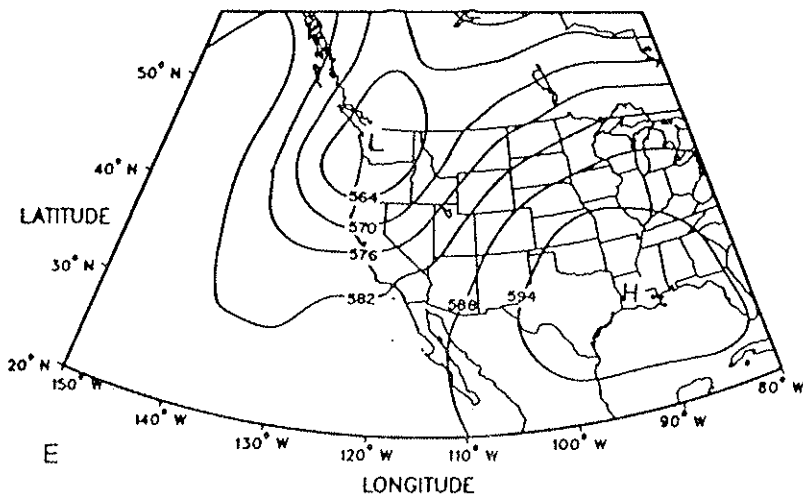 50° N
L
40° N
564
LATITUDE
570
576
30° N
582
588
594
H
20° N
150° W
80° W
140° W
90° W
130° W
100° W
120° W
110° W
E
LONGITUDE